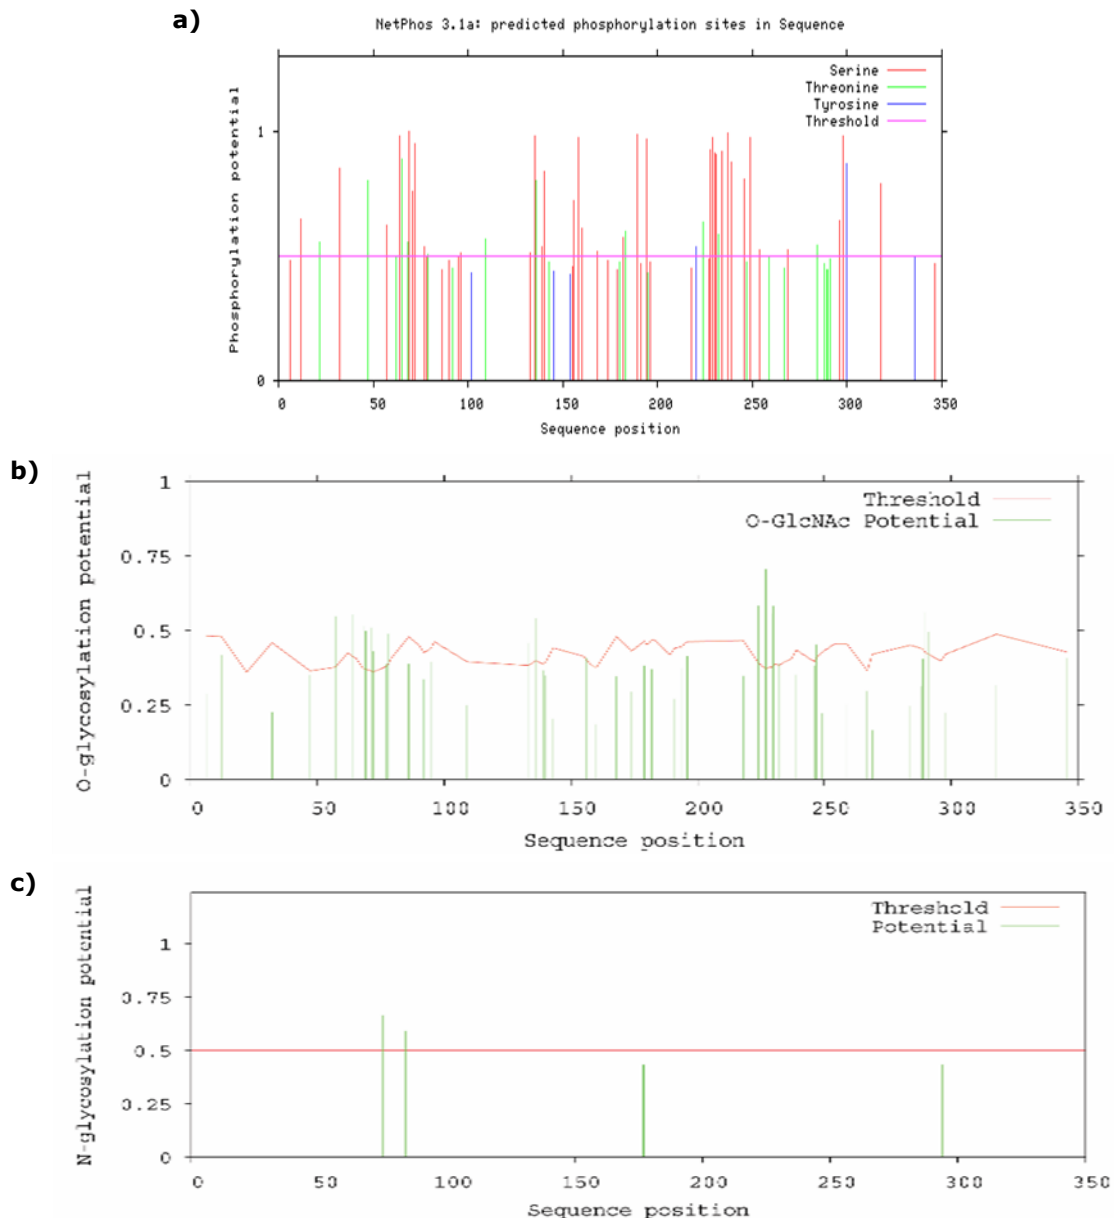 a)
NetPhos 3.1a: predicted phosphorylation sites in Sequence
Phosphorylation potential
Serine
Threonine
Tyrosine
Threshold
1
0
0 50 100 150 200 250 300 350
Sequence position
b)
O-glycosylation potential
Threshold
O-GlcNAc Potential
1
0.75
0.5
0.25
0
0 50 100 150 200 250 300 350
Sequence position
c)
N-glycosylation potential
Threshold
Potential
1
0.75
0.5
0.25
0
0 50 100 150 200 250 300 350
Sequence position